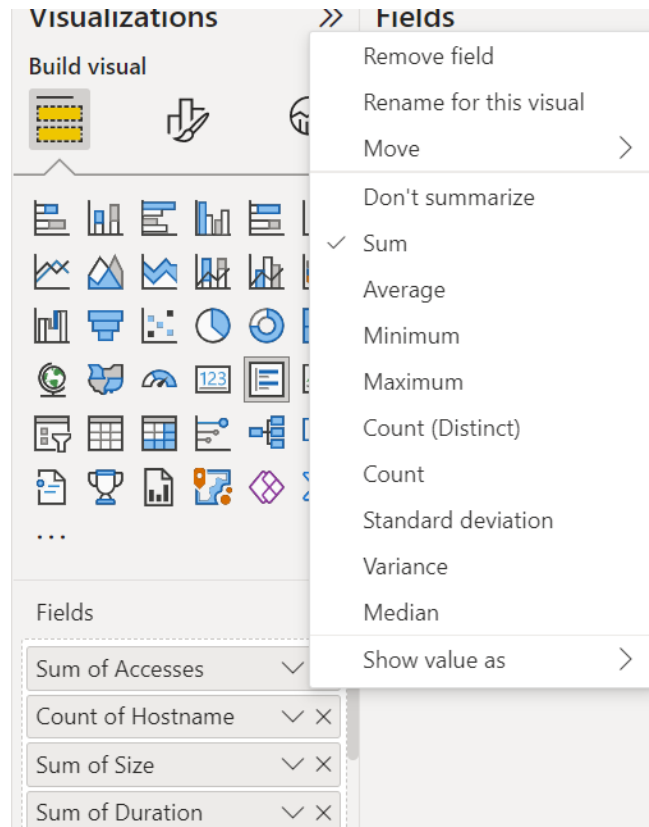 Visualizations
Fields
Build visual
123
Fields
Sum of Accesses
Count of Hostname
Sum of Size
Sum of Duration
Remove field
Rename for this visual
Move
Don't summarize
Sum
Average
Minimum
Maximum
Count (Distinct)
Count
Standard deviation
Variance
Median
Show value as